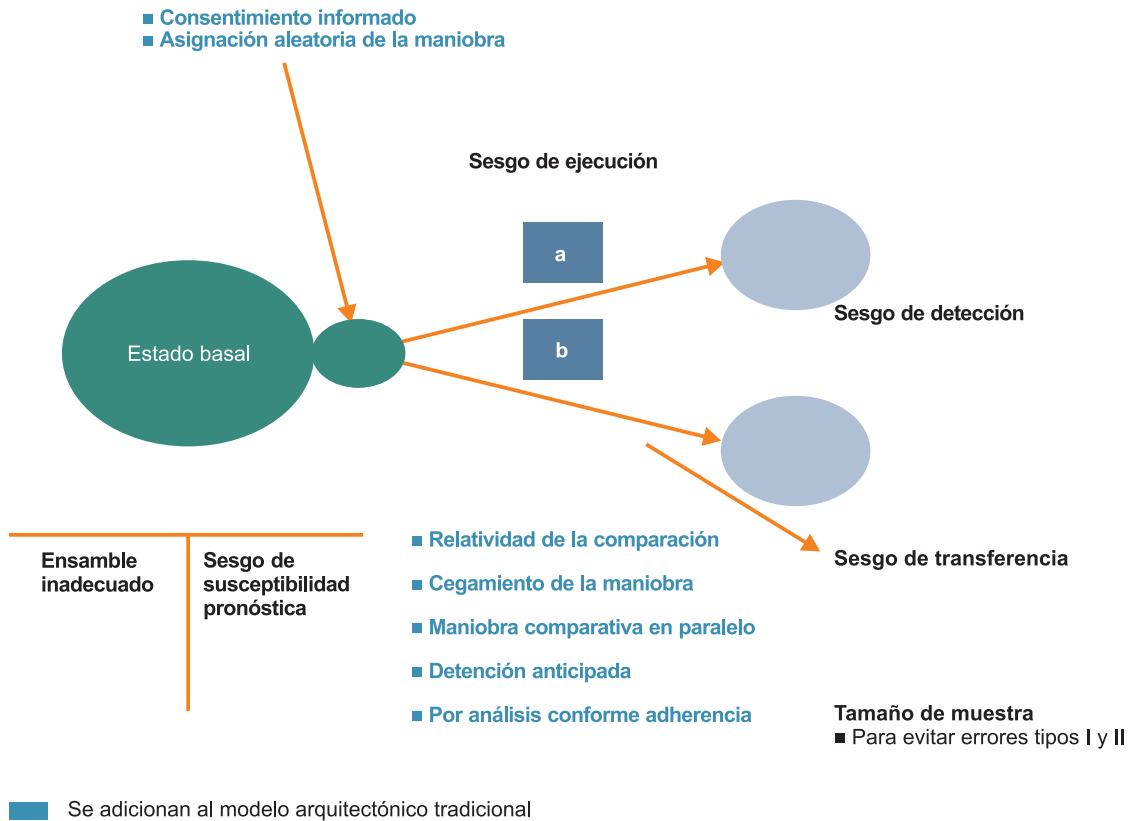 ■ Consentimiento informado
■ Asignación aleatoria de la maniobra
Sesgo de ejecución
a
Estado basal
b
Sesgo de detección
Ensamble
inadecuado
Sesgo de
susceptibilidad
pronóstica
■ Relatividad de la comparación
■ Cegamiento de la maniobra
■ Maniobra comparativa en paralelo
■ Detención anticipada
■ Por análisis conforme adherencia
Sesgo de transferencia
Tamaño de muestra
■ Para evitar errores tipos I y II
Se adicionan al modelo arquitectónico tradicional